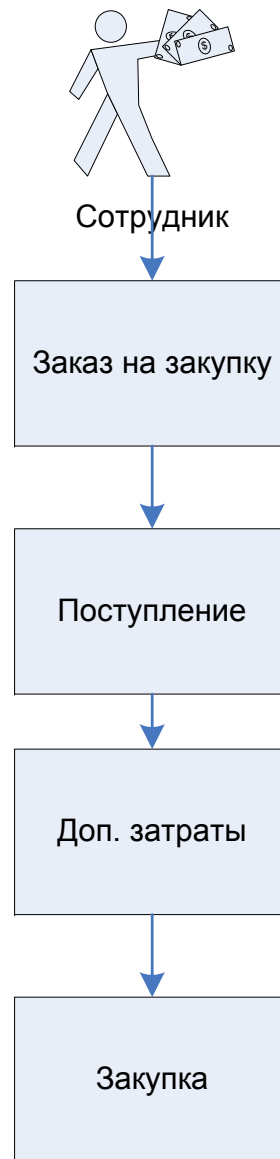 Сотрудник
Заказ на закупку
Поступление
Доп. затраты
Закупка